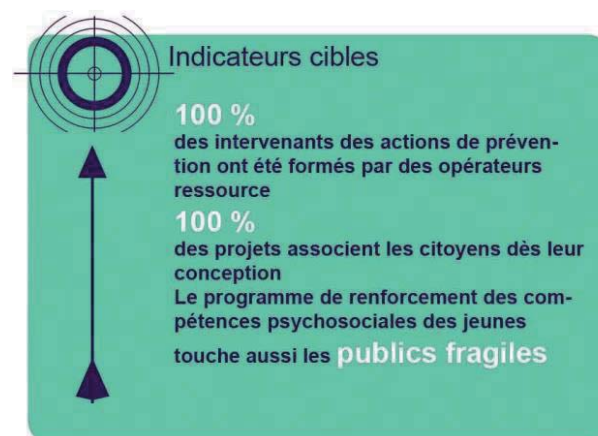 Indicateurs cibles
100 %
des intervenants des actions de préven-
tion ont été formés par des opérateurs
ressource
100 %
des projets associent les citoyens dès leur
conception
Le programme de renforcement des com-
pétences psychosociales des jeunes
touche aussi les publics fragiles